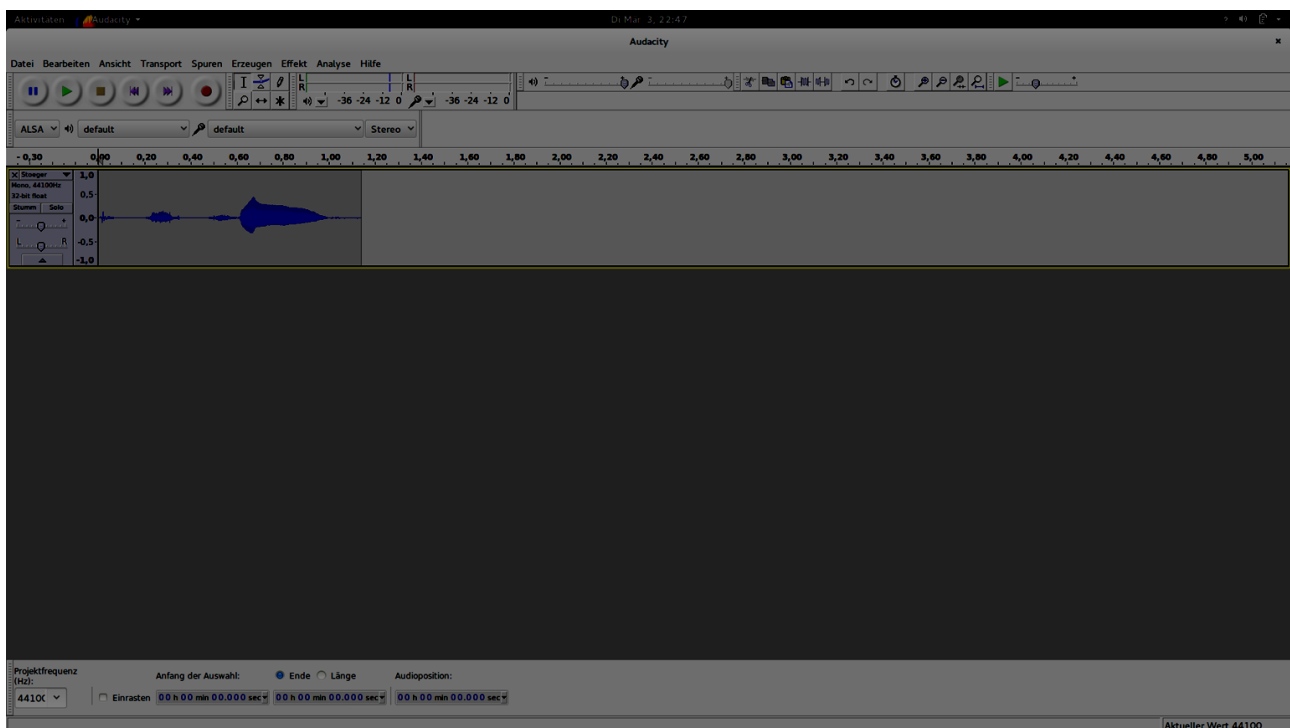 Aktivitäten Audacity Di Mär 3, 22:47
Audacity
Datei Bearbeiten Ansicht Transport Spuren Erzeugen Effekt Analyse Hilfe
L R L R
-36 -24 -12 0 -36 -24 -12 0
ALSA default default Stereo
- 0,30 0,00 0,20 0,40 0,60 0,80 1,00 1,20 1,40 1,60 1,80 2,00 2,20 2,40 2,60 2,80 3,00 3,20 3,40 3,60 3,80 4,00 4,20 4,40 4,60 4,80 5,00
X Stoeger 1,0
Mono, 44100Hz
32-bit float 0,5
Stumm Solo
- + 0,0
L R -0,5
-1,0
Projektfrequenz (Hz): Anfang der Auswahl: Ende Länge Audioposition:
4410 Einrasten 00 h 00 min 00.000 sec 00 h 00 min 00.000 sec 00 h 00 min 00.000 sec
Aktueller Wert 44100